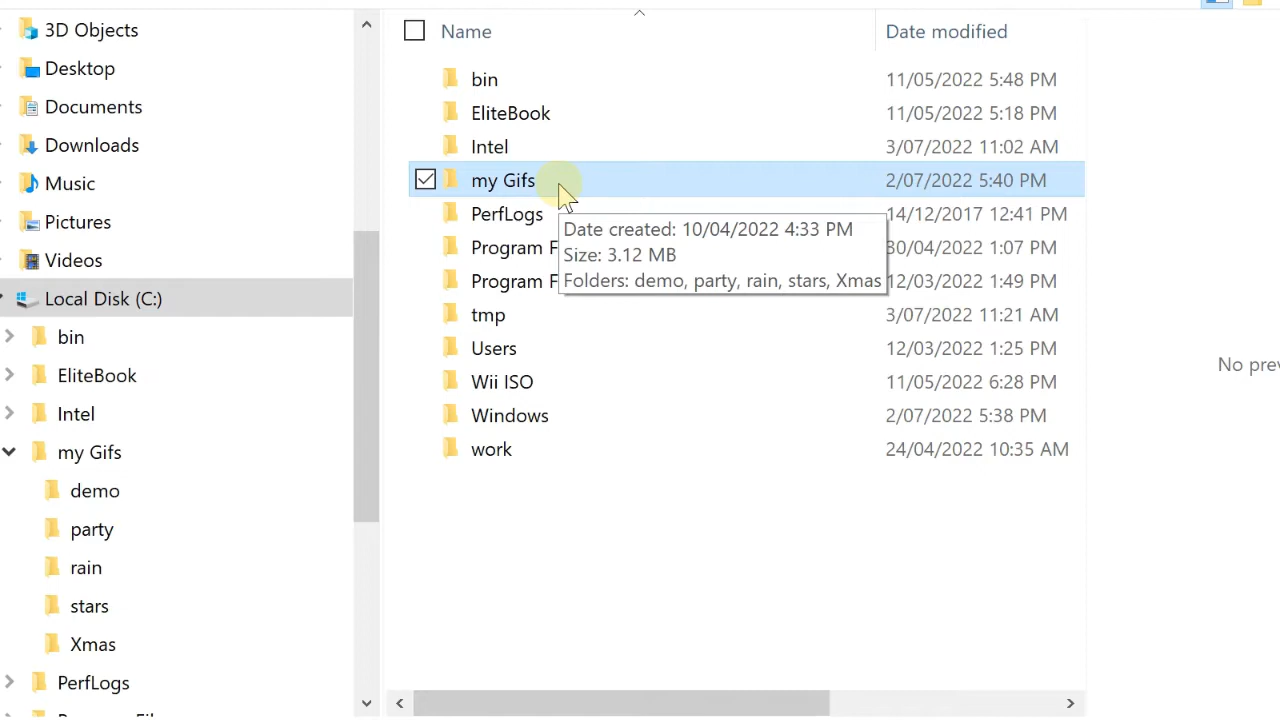 3D Objects
Desktop
Documents
Downloads
Music
Pictures
Videos
Local Disk (C:)
bin
EliteBook
Intel
my Gifs
demo
party
rain
stars
Xmas
PerfLogs
Name Date modified
bin 11/05/2022 5:48 PM
EliteBook 11/05/2022 5:18 PM
Intel 3/07/2022 11:02 AM
my Gifs 2/07/2022 5:40 PM
PerfLogs 14/12/2017 12:41 PM
Program F 30/04/2022 1:07 PM
Program F 12/03/2022 1:49 PM
tmp 3/07/2022 11:21 AM
Users 12/03/2022 1:25 PM
Wii ISO 11/05/2022 6:28 PM
Windows 2/07/2022 5:38 PM
work 24/04/2022 10:35 AM
Date created: 10/04/2022 4:33 PM
Size: 3.12 MB
Folders: demo, party, rain, stars, Xmas
No prev